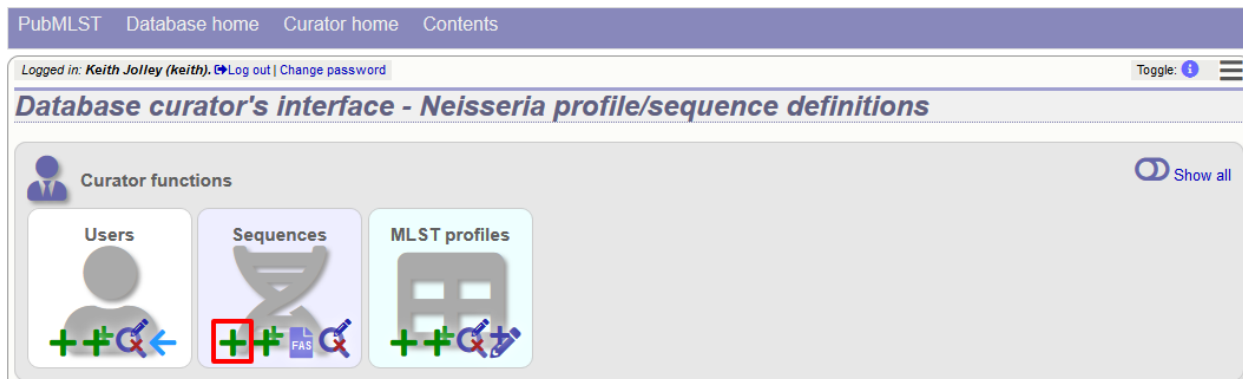 PubMLST Database home Curator home Contents
Logged in: Keith Jolley (keith). Log out | Change password Toggle: i
Database curator's interface - Neisseria profile/sequence definitions
Curator functions Show all
Users Sequences MLST profiles
FAS